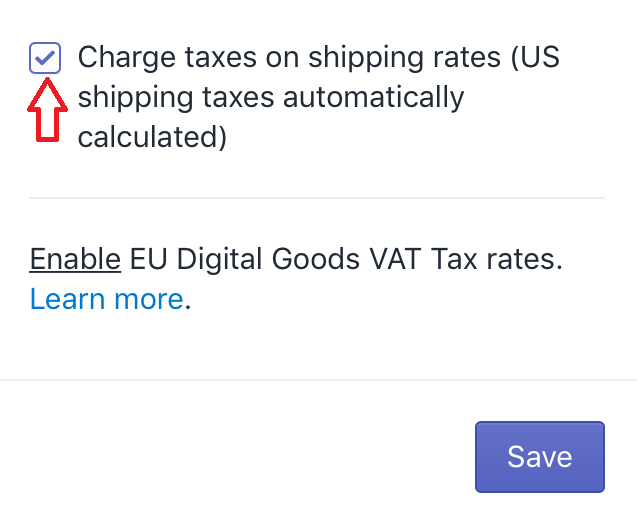 Charge taxes on shipping rates (US
shipping taxes automatically
calculated)
Enable EU Digital Goods VAT Tax rates.
Learn more.
Save